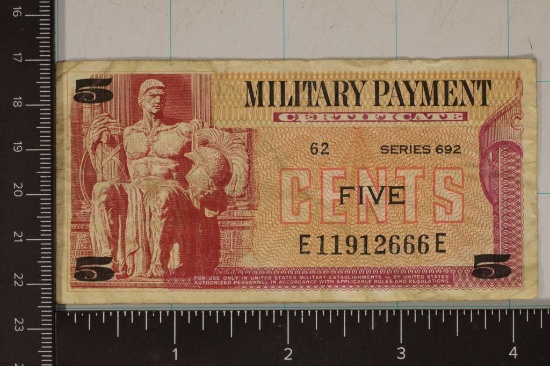 16
17
18
19
20
21
22
23
5
MILITARY PAYMENT
CERTIFICATE
62 SERIES 692
CENTS
FIVE
E11912666E
5 5
FOR USE ONLY IN UNITED STATES MILITARY ESTABLISHMENTS BY UNITED STATES
AUTHORIZED PERSONNEL IN ACCORDANCE WITH APPLICABLE RULES AND REGULATIONS.
1 2 3 4